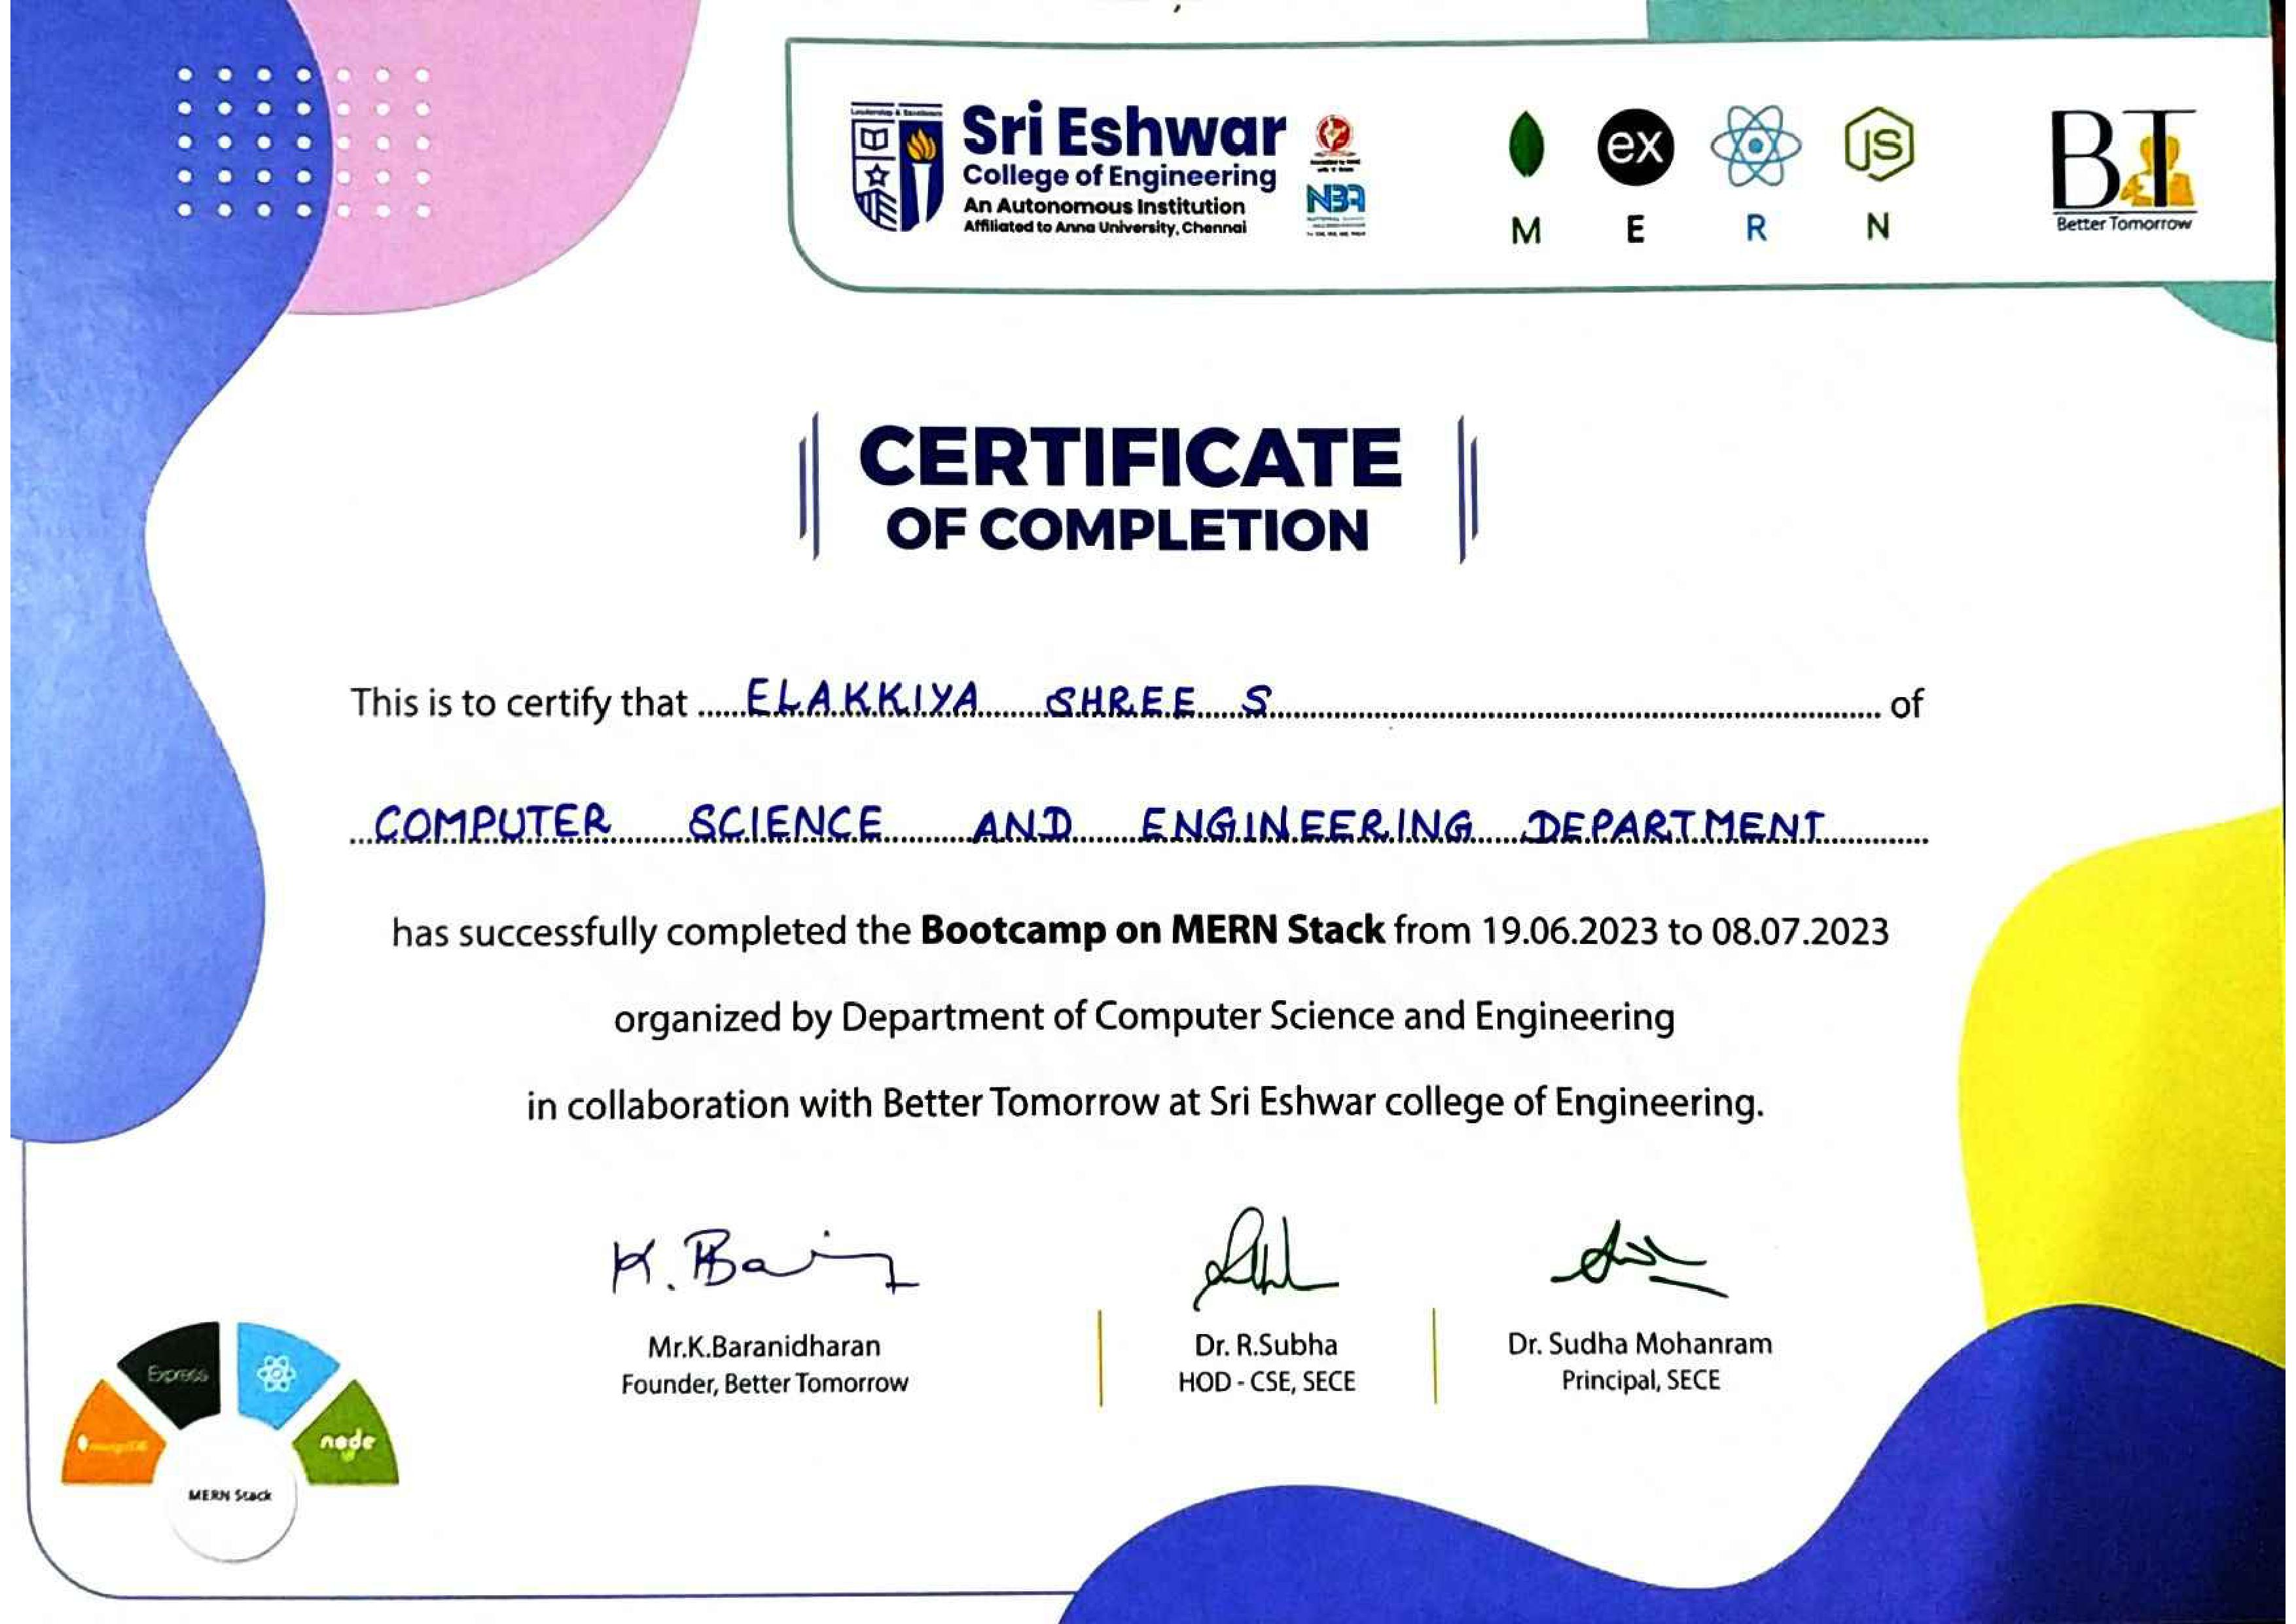 Leadership & Excellence
Sri Eshwar
College of Engineering
An Autonomous Institution
Affiliated to Anna University, Chennai
NBA
ex
JS
M E R N
BT
Better Tomorrow
CERTIFICATE
OF COMPLETION
This is to certify that ELAKKIYA SHREE S of
COMPUTER SCIENCE AND ENGINEERING DEPARTMENT
has successfully completed the Bootcamp on MERN Stack from 19.06.2023 to 08.07.2023
organized by Department of Computer Science and Engineering
in collaboration with Better Tomorrow at Sri Eshwar college of Engineering.
K. Bai
Mr.K.Baranidharan
Founder, Better Tomorrow
Dr. R.Subha
HOD - CSE, SECE
Dr. Sudha Mohanram
Principal, SECE
Express
mongoDB
node
MERN Stack